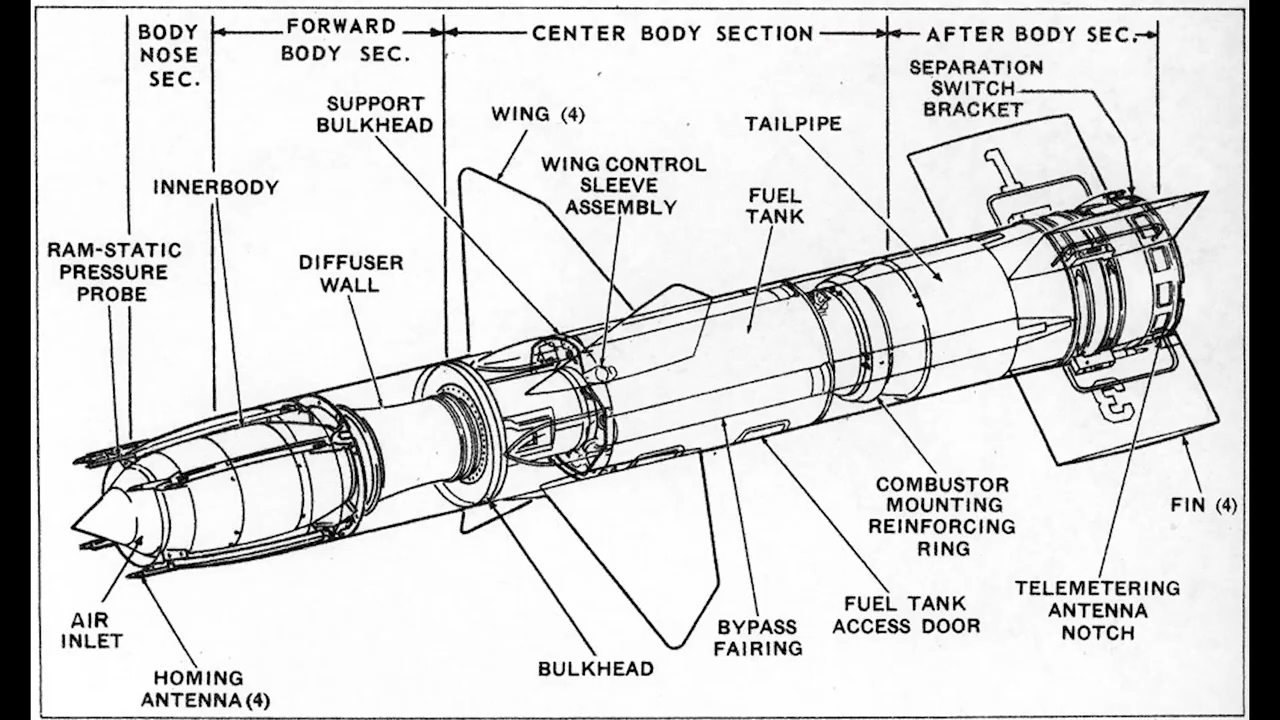 BODY
NOSE
SEC.
FORWARD
BODY SEC.
CENTER BODY SECTION
AFTER BODY SEC.
SEPARATION
SWITCH
BRACKET
SUPPORT
BULKHEAD
WING (4)
TAILPIPE
WING CONTROL
SLEEVE
ASSEMBLY
INNERBODY
FUEL
TANK
RAM-STATIC
PRESSURE
PROBE
DIFFUSER
WALL
COMBUSTOR
MOUNTING
REINFORCING
RING
FIN (4)
TELEMETERING
ANTENNA
NOTCH
AIR
INLET
FUEL TANK
ACCESS DOOR
BYPASS
FAIRING
BULKHEAD
HOMING
ANTENNA (4)